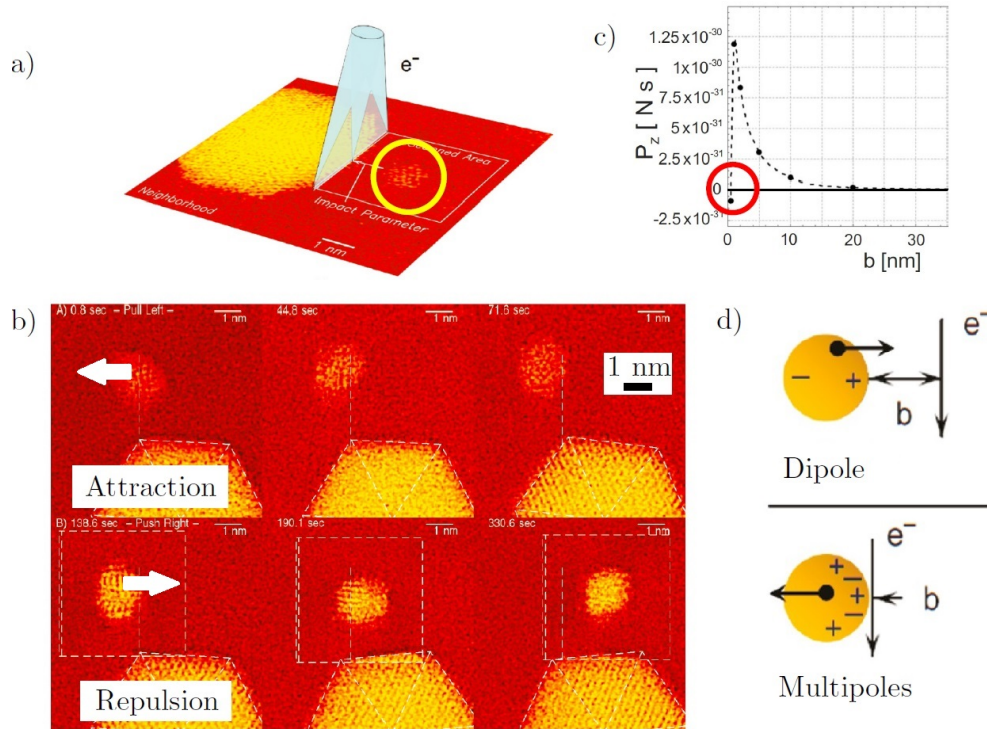 a)
e⁻
Scanned Area
Neighborhood
Impact Parameter
1 nm
c)
P_z [ N s ]
1.25x10⁻³⁰
1x10⁻³⁰
7.5x10⁻³¹
5x10⁻³¹
2.5x10⁻³¹
0
-2.5x10⁻³¹
0 10 20 30
b [nm]
b)
A) 0.8 sec - Pull Left -
1 nm
44.8 sec
1 nm
71.6 sec
1 nm
1 nm
Attraction
B) 138.6 sec - Push Right -
1 nm
190.1 sec
1 nm
330.6 sec
1 nm
Repulsion
d)
e⁻
− +
b
Dipole
e⁻
+
−
+
−
+
b
Multipoles